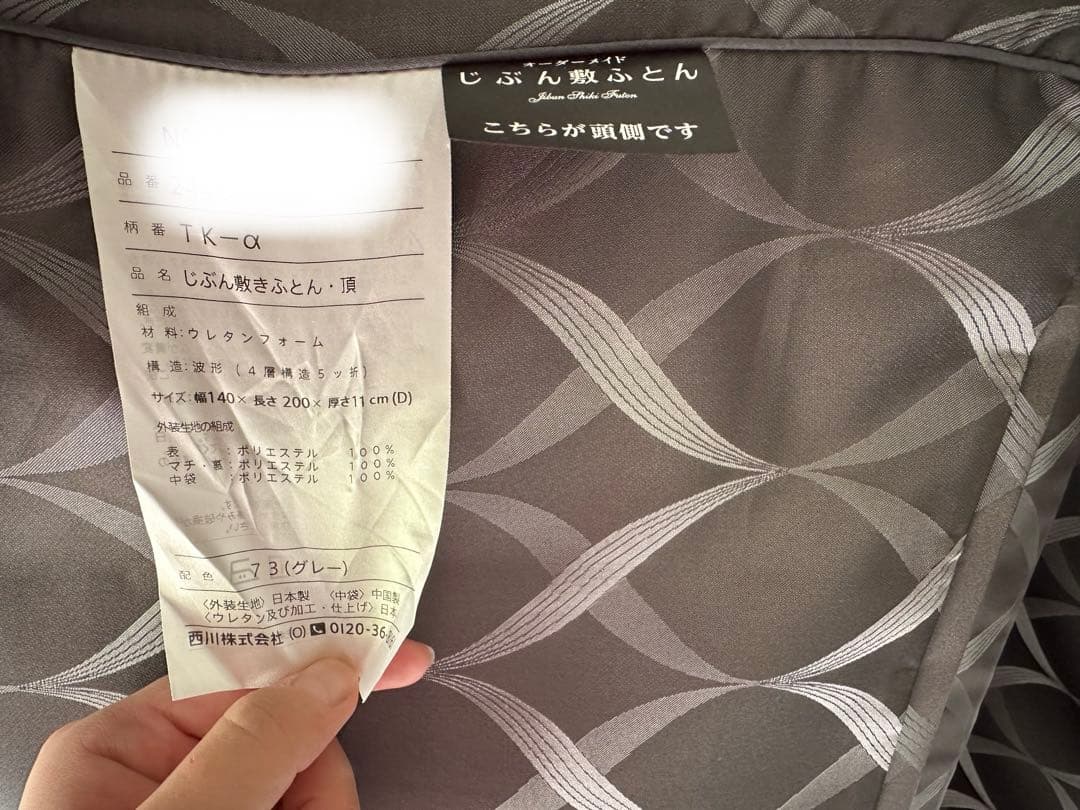 品 番
柄 番 TK-α
品 名 じぶん敷きふとん・頂
組 成
材 料:ウレタンフォーム
構 造:波形(4層構造5ッ折)
サイズ:幅140×長さ200×厚さ11cm(D)
外装生地の組成
表 :ポリエステル 100%
マチ・裏:ポリエステル 100%
中袋 :ポリエステル 100%
配 色 73(グレー)
〈外装生地〉日本製 〈中袋〉中国製
〈ウレタン及び加工・仕上げ〉日本
西川株式会社 (O) 0120-36
オーダーメイド
じぶん敷ふとん
Jibun Shiki Futon
こちらが頭側です